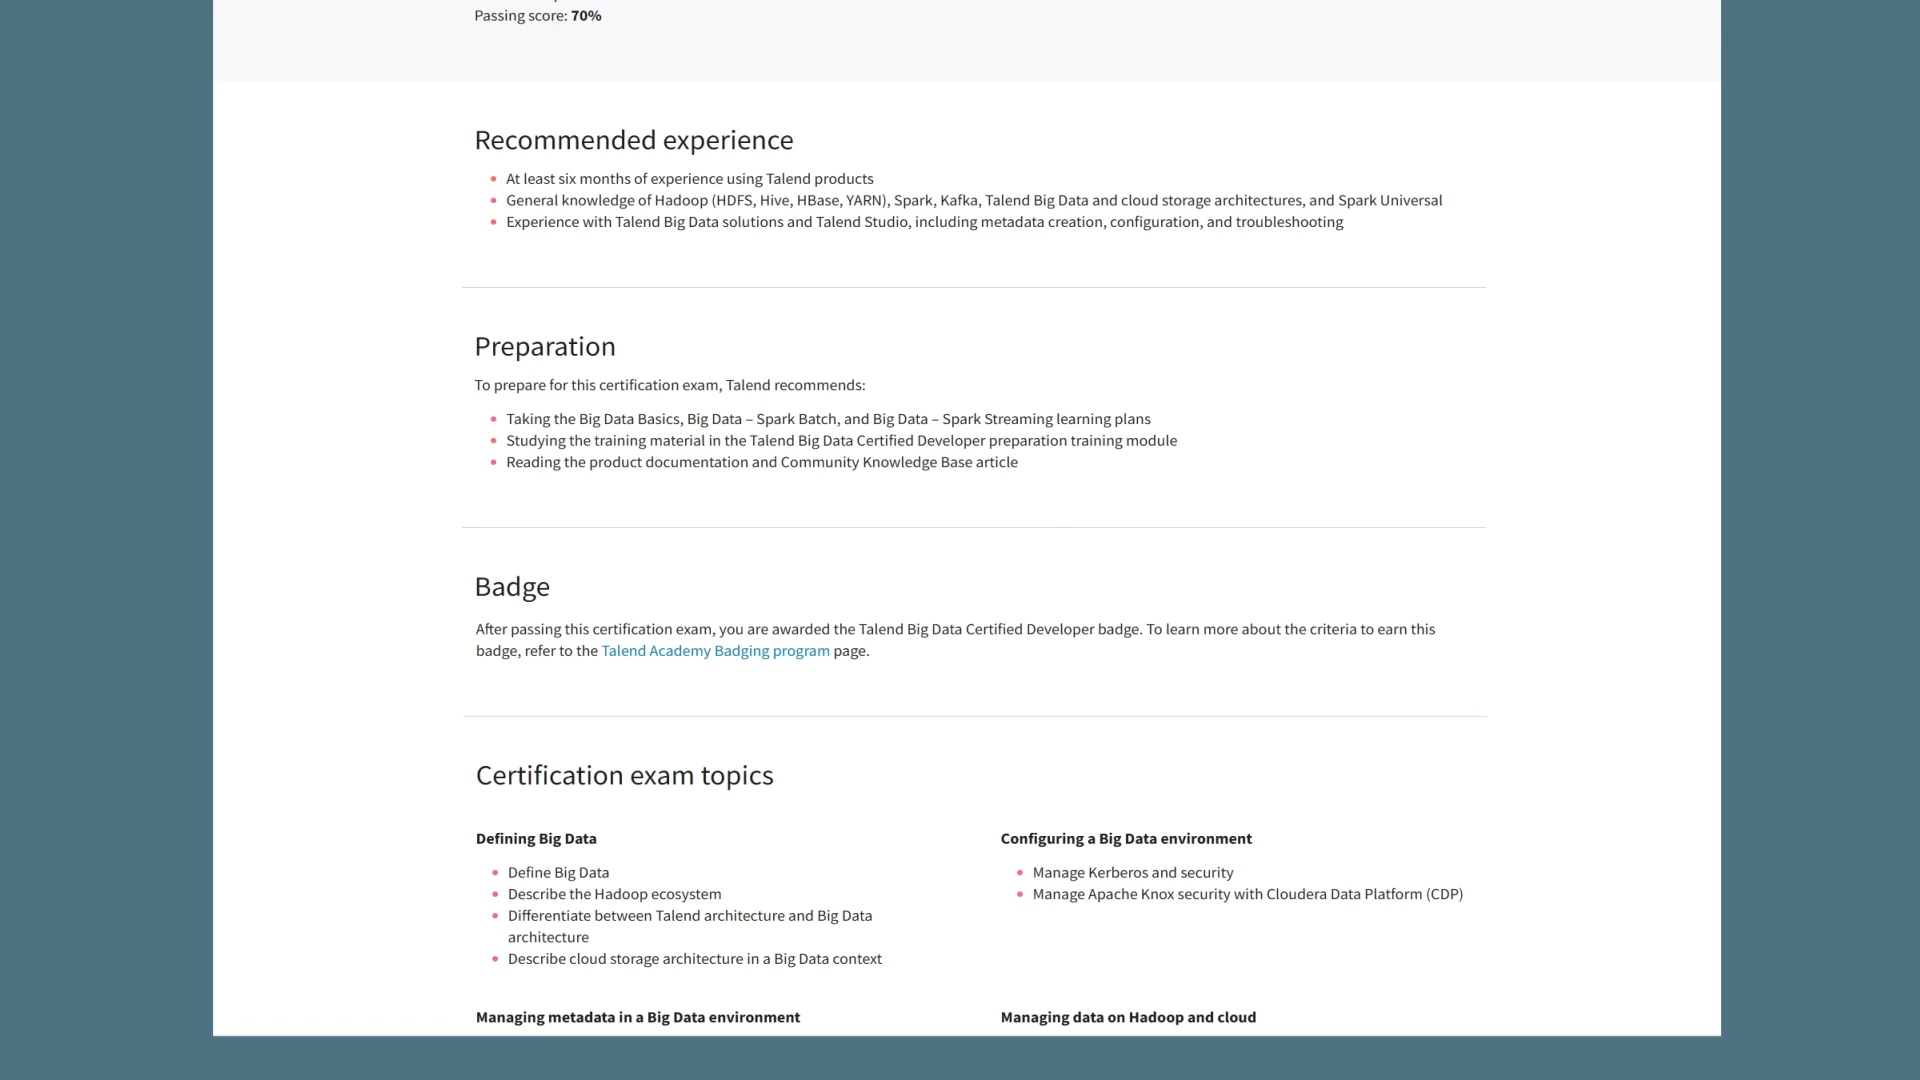 Passing score: 70%
Recommended experience
At least six months of experience using Talend products
General knowledge of Hadoop (HDFS, Hive, HBase, YARN), Spark, Kafka, Talend Big Data and cloud storage architectures, and Spark Universal
Experience with Talend Big Data solutions and Talend Studio, including metadata creation, configuration, and troubleshooting
Preparation
To prepare for this certification exam, Talend recommends:
Taking the Big Data Basics, Big Data – Spark Batch, and Big Data – Spark Streaming learning plans
Studying the training material in the Talend Big Data Certified Developer preparation training module
Reading the product documentation and Community Knowledge Base article
Badge
After passing this certification exam, you are awarded the Talend Big Data Certified Developer badge. To learn more about the criteria to earn this
badge, refer to the Talend Academy Badging program page.
Certification exam topics
Defining Big Data
Define Big Data
Describe the Hadoop ecosystem
Differentiate between Talend architecture and Big Data
architecture
Describe cloud storage architecture in a Big Data context
Configuring a Big Data environment
Manage Kerberos and security
Manage Apache Knox security with Cloudera Data Platform (CDP)
Managing metadata in a Big Data environment
Managing data on Hadoop and cloud